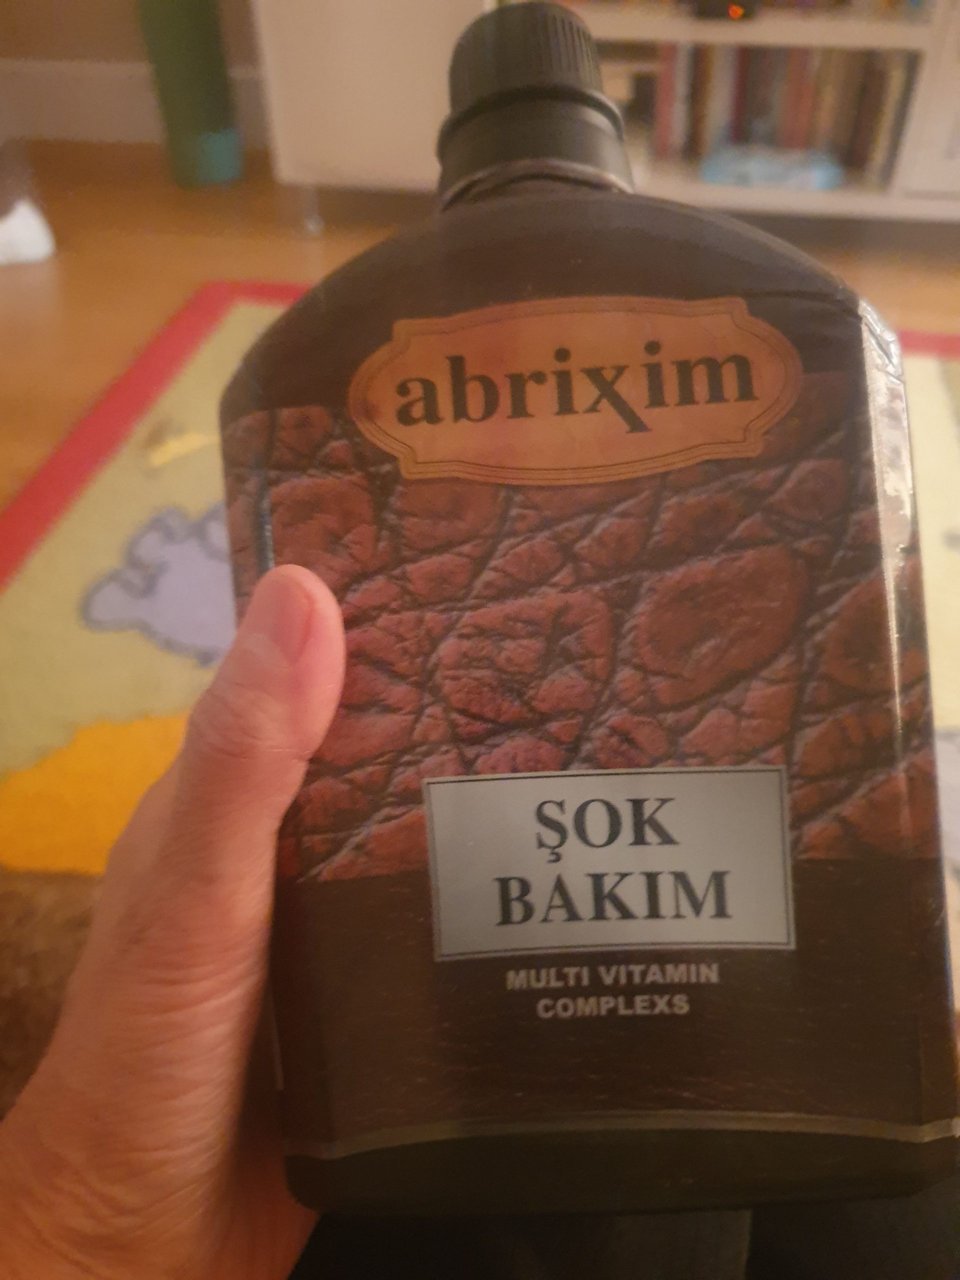 abrixim
ŞOK
BAKIM
MULTI VITAMIN
COMPLEXS